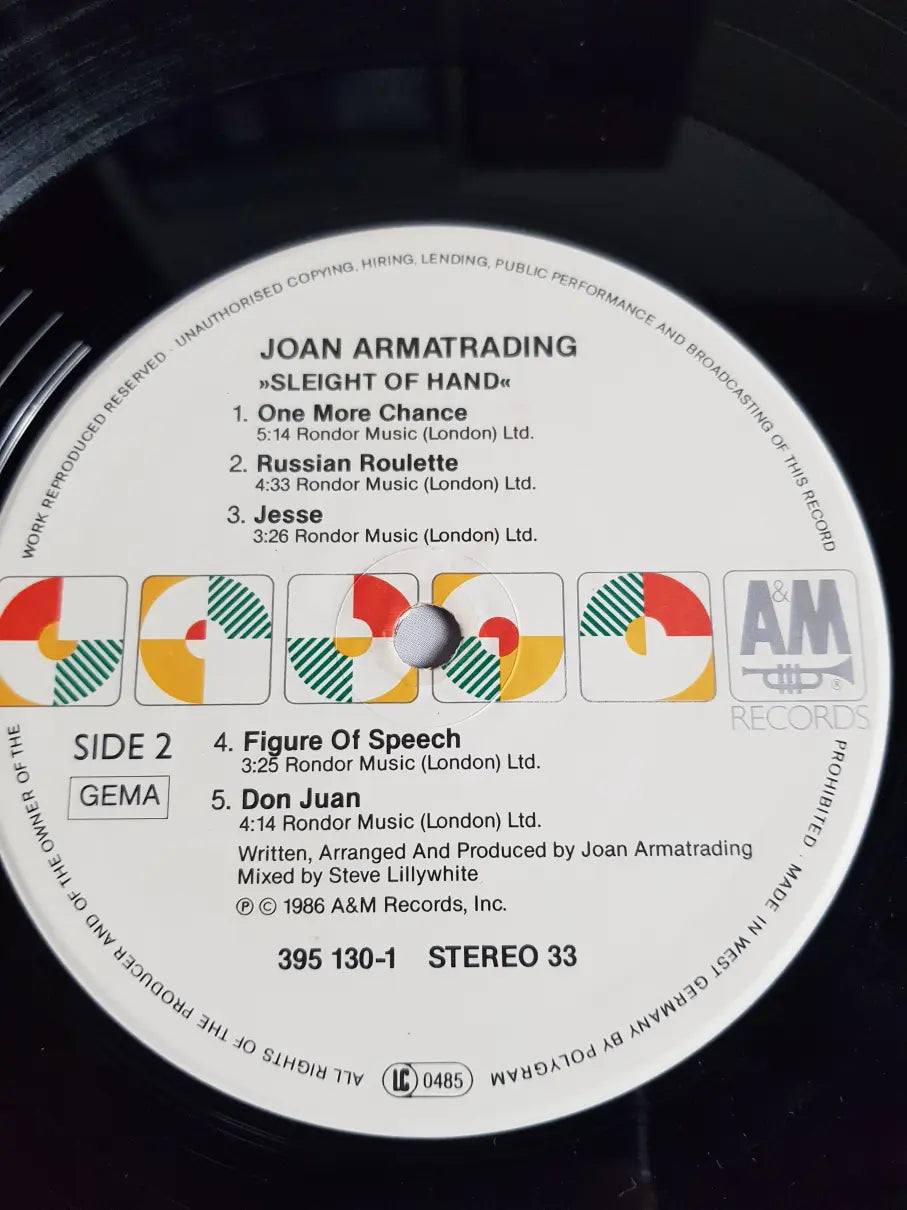 JOAN ARMATRADING
»SLEIGHT OF HAND«
1. One More Chance
5:14 Rondor Music (London) Ltd.
2. Russian Roulette
4:33 Rondor Music (London) Ltd.
3. Jesse
3:26 Rondor Music (London) Ltd.
A&M
®
RECORDS
SIDE 2
GEMA
4. Figure Of Speech
3:25 Rondor Music (London) Ltd.
5. Don Juan
4:14 Rondor Music (London) Ltd.
Written, Arranged And Produced by Joan Armatrading
Mixed by Steve Lillywhite
℗ © 1986 A&M Records, Inc.
395 130-1 STEREO 33
LC 0485
ALL RIGHTS OF THE PRODUCER AND OF THE OWNER OF THE WORK REPRODUCED RESERVED · UNAUTHORISED COPYING, HIRING, LENDING, PUBLIC PERFORMANCE AND BROADCASTING OF THIS RECORD PROHIBITED · MADE IN WEST GERMANY BY POLYGRAM